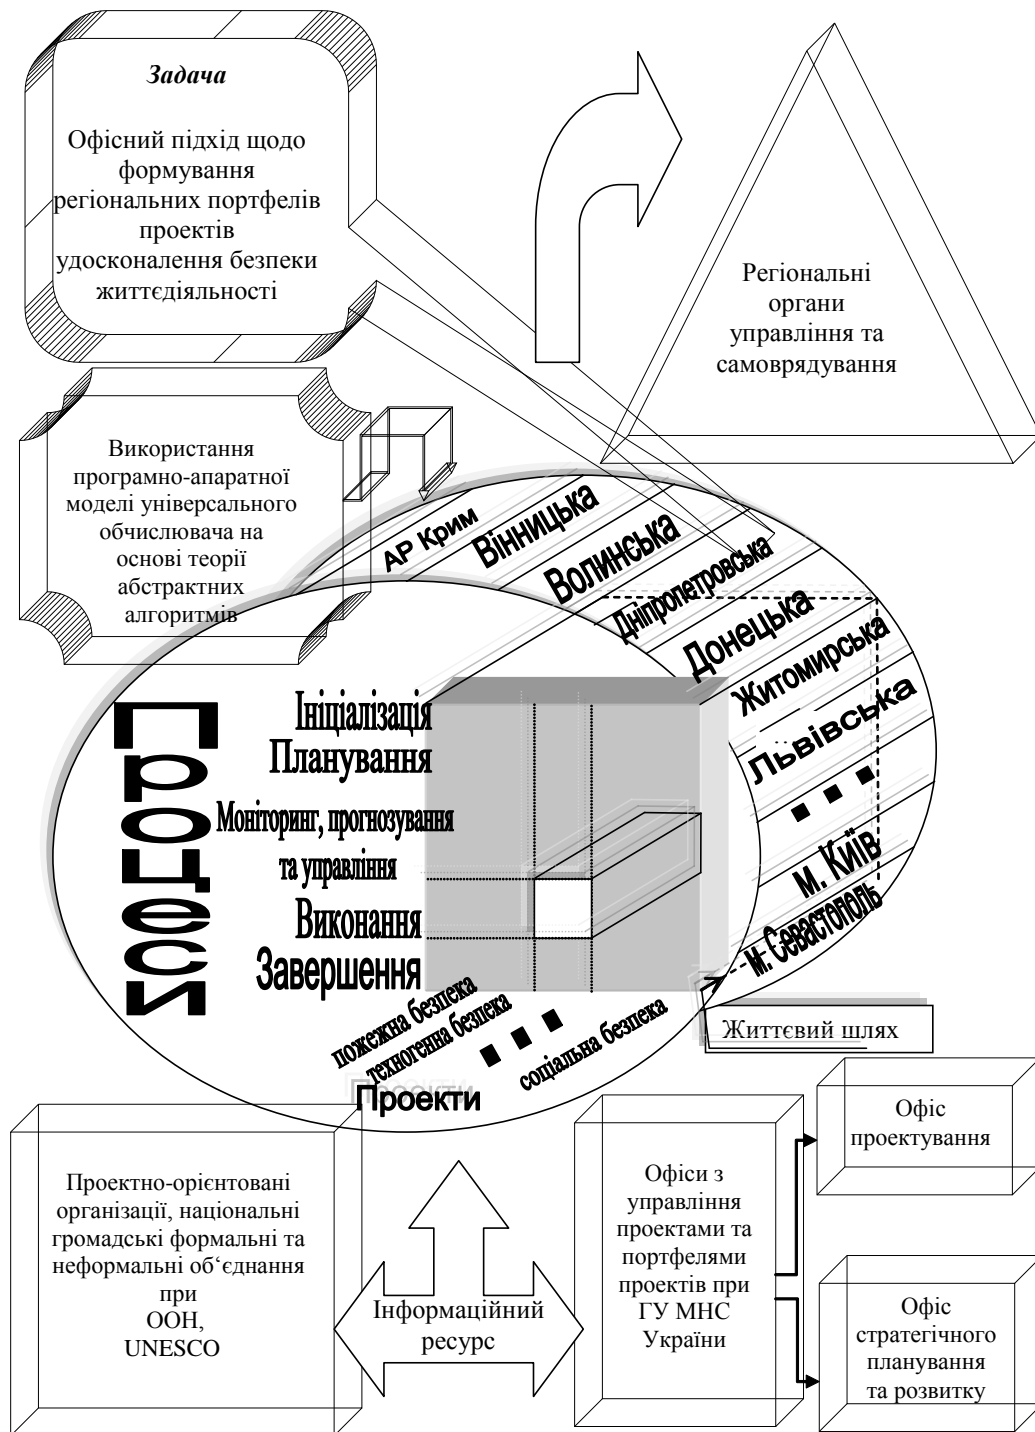 Задача
Офісний підхід щодо
формування
регіональних портфелів
проектів
удосконалення безпеки
життєдіяльності
Регіональні
органи
управління та
самоврядування
Використання
програмно-апаратної
моделі універсального
обчислювача на
основі теорії
абстрактних
алгоритмів
АР Крим
Вінницька
Волинська
Дніпропетровська
Донецька
Житомирська
Львівська
м. Київ
м. Севастополь
Процеси
Ініціалізація
Планування
Моніторинг, прогнозування
та управління
Виконання
Завершення
пожежна безпека
техногенна безпека
соціальна безпека
Проекти
Життєвий шлях
Проектно-орієнтовані
організації, національні
громадські формальні та
неформальні об‘єднання
при
ООН,
UNESCO
Інформаційний
ресурс
Офіси з
управління
проектами та
портфелями
проектів при
ГУ МНС
України
Офіс
проектування
Офіс
стратегічного
планування
та розвитку